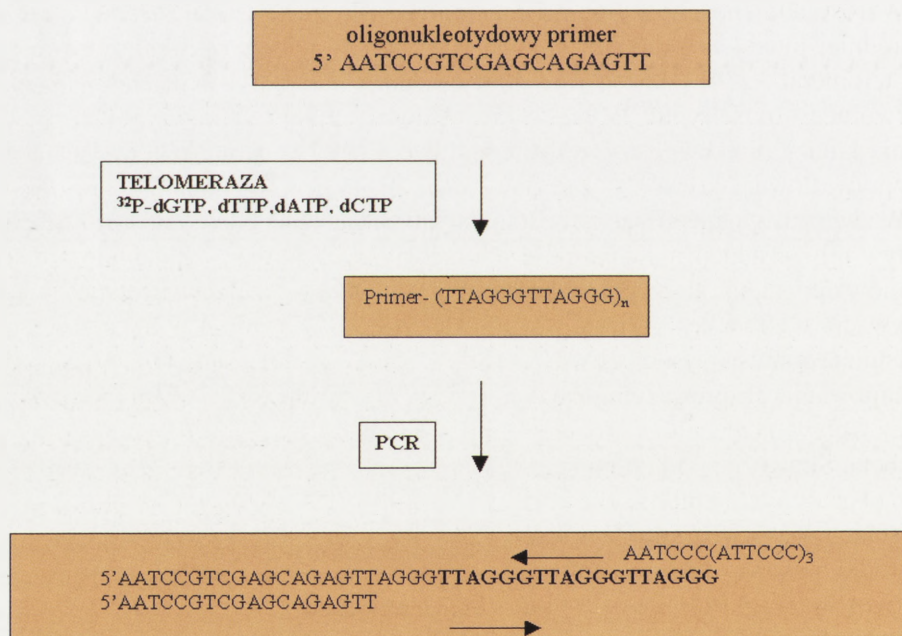 oligonukleotydowy primer
5' AATCCGTCGAGCAGAGTT
TELOMERAZA
³²P-dGTP, dTTP,dATP, dCTP
Primer- (TTAGGGTTAGGG)ₙ
PCR
AATCCC(ATTCCC)₃
5'AATCCGTCGAGCAGAGTTAGGGTTAGGGTTAGGGTTAGGG
5'AATCCGTCGAGCAGAGTT